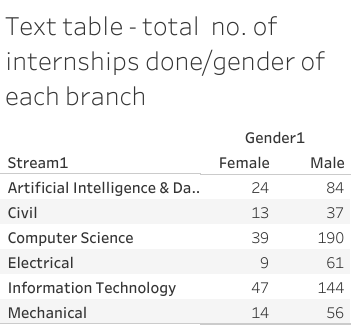 Text table - total no. of
internships done/gender of
each branch
Gender1
Stream1 Female Male
Artificial Intelligence & Da.. 24 84
Civil 13 37
Computer Science 39 190
Electrical 9 61
Information Technology 47 144
Mechanical 14 56